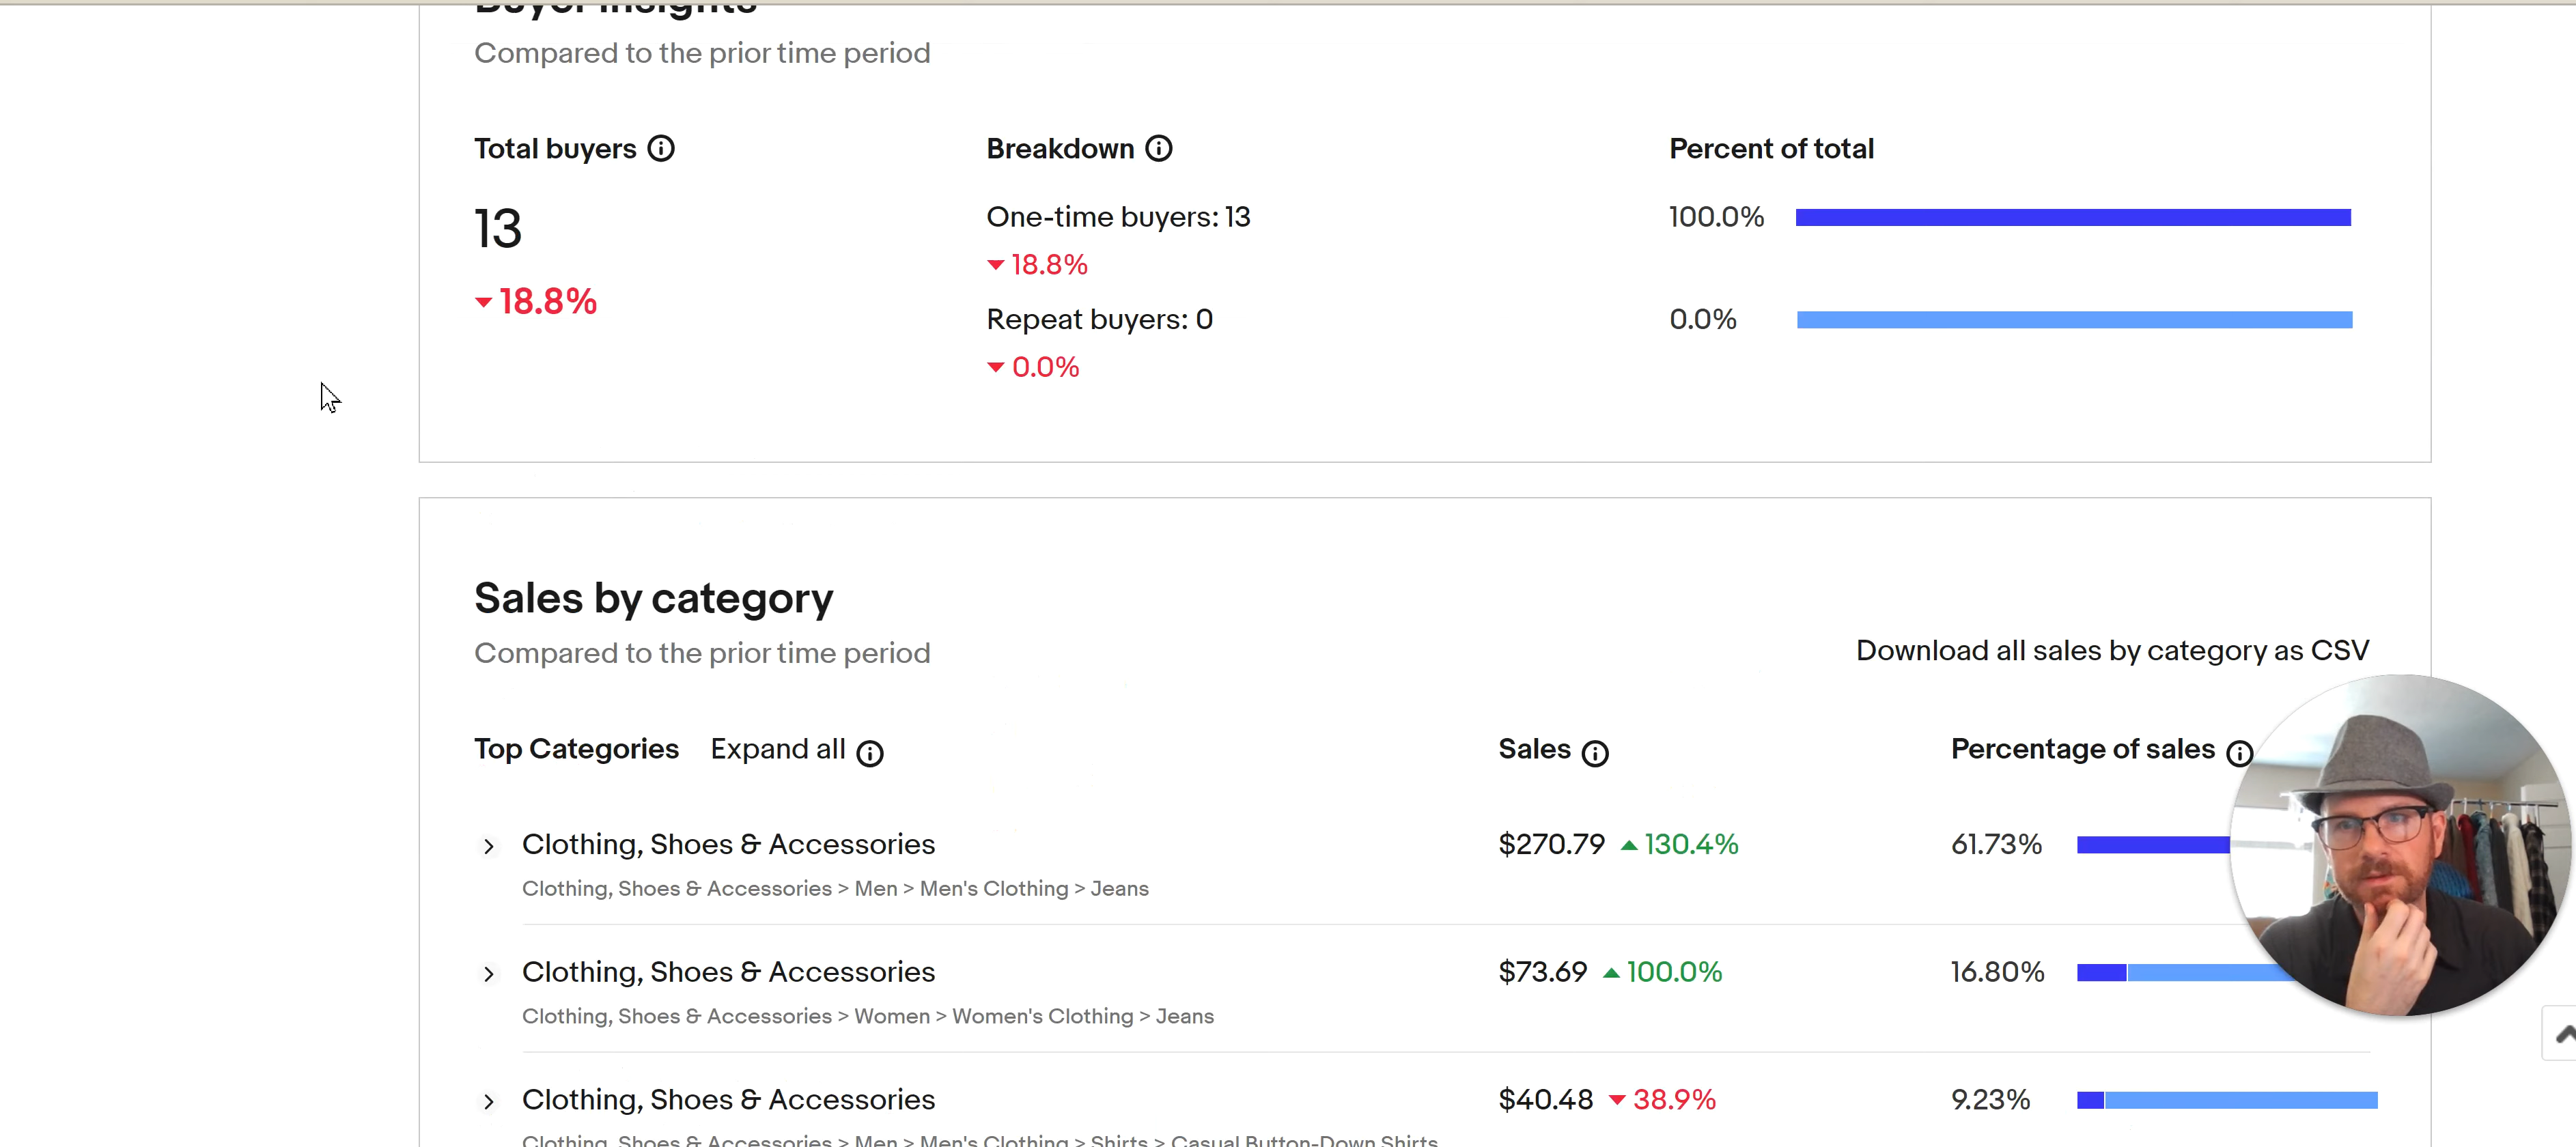 Buyer Insights
Compared to the prior time period
Total buyers
Breakdown
Percent of total
13
One-time buyers: 13
100.0%
18.8%
18.8%
Repeat buyers: 0
0.0%
0.0%
Sales by category
Compared to the prior time period
Download all sales by category as CSV
Top Categories Expand all
Sales
Percentage of sales
Clothing, Shoes & Accessories
$270.79 130.4%
61.73%
Clothing, Shoes & Accessories > Men > Men's Clothing > Jeans
Clothing, Shoes & Accessories
$73.69 100.0%
16.80%
Clothing, Shoes & Accessories > Women > Women's Clothing > Jeans
Clothing, Shoes & Accessories
$40.48 38.9%
9.23%
Clothing, Shoes & Accessories > Men > Men's Clothing > Shirts > Casual Button-Down Shirts